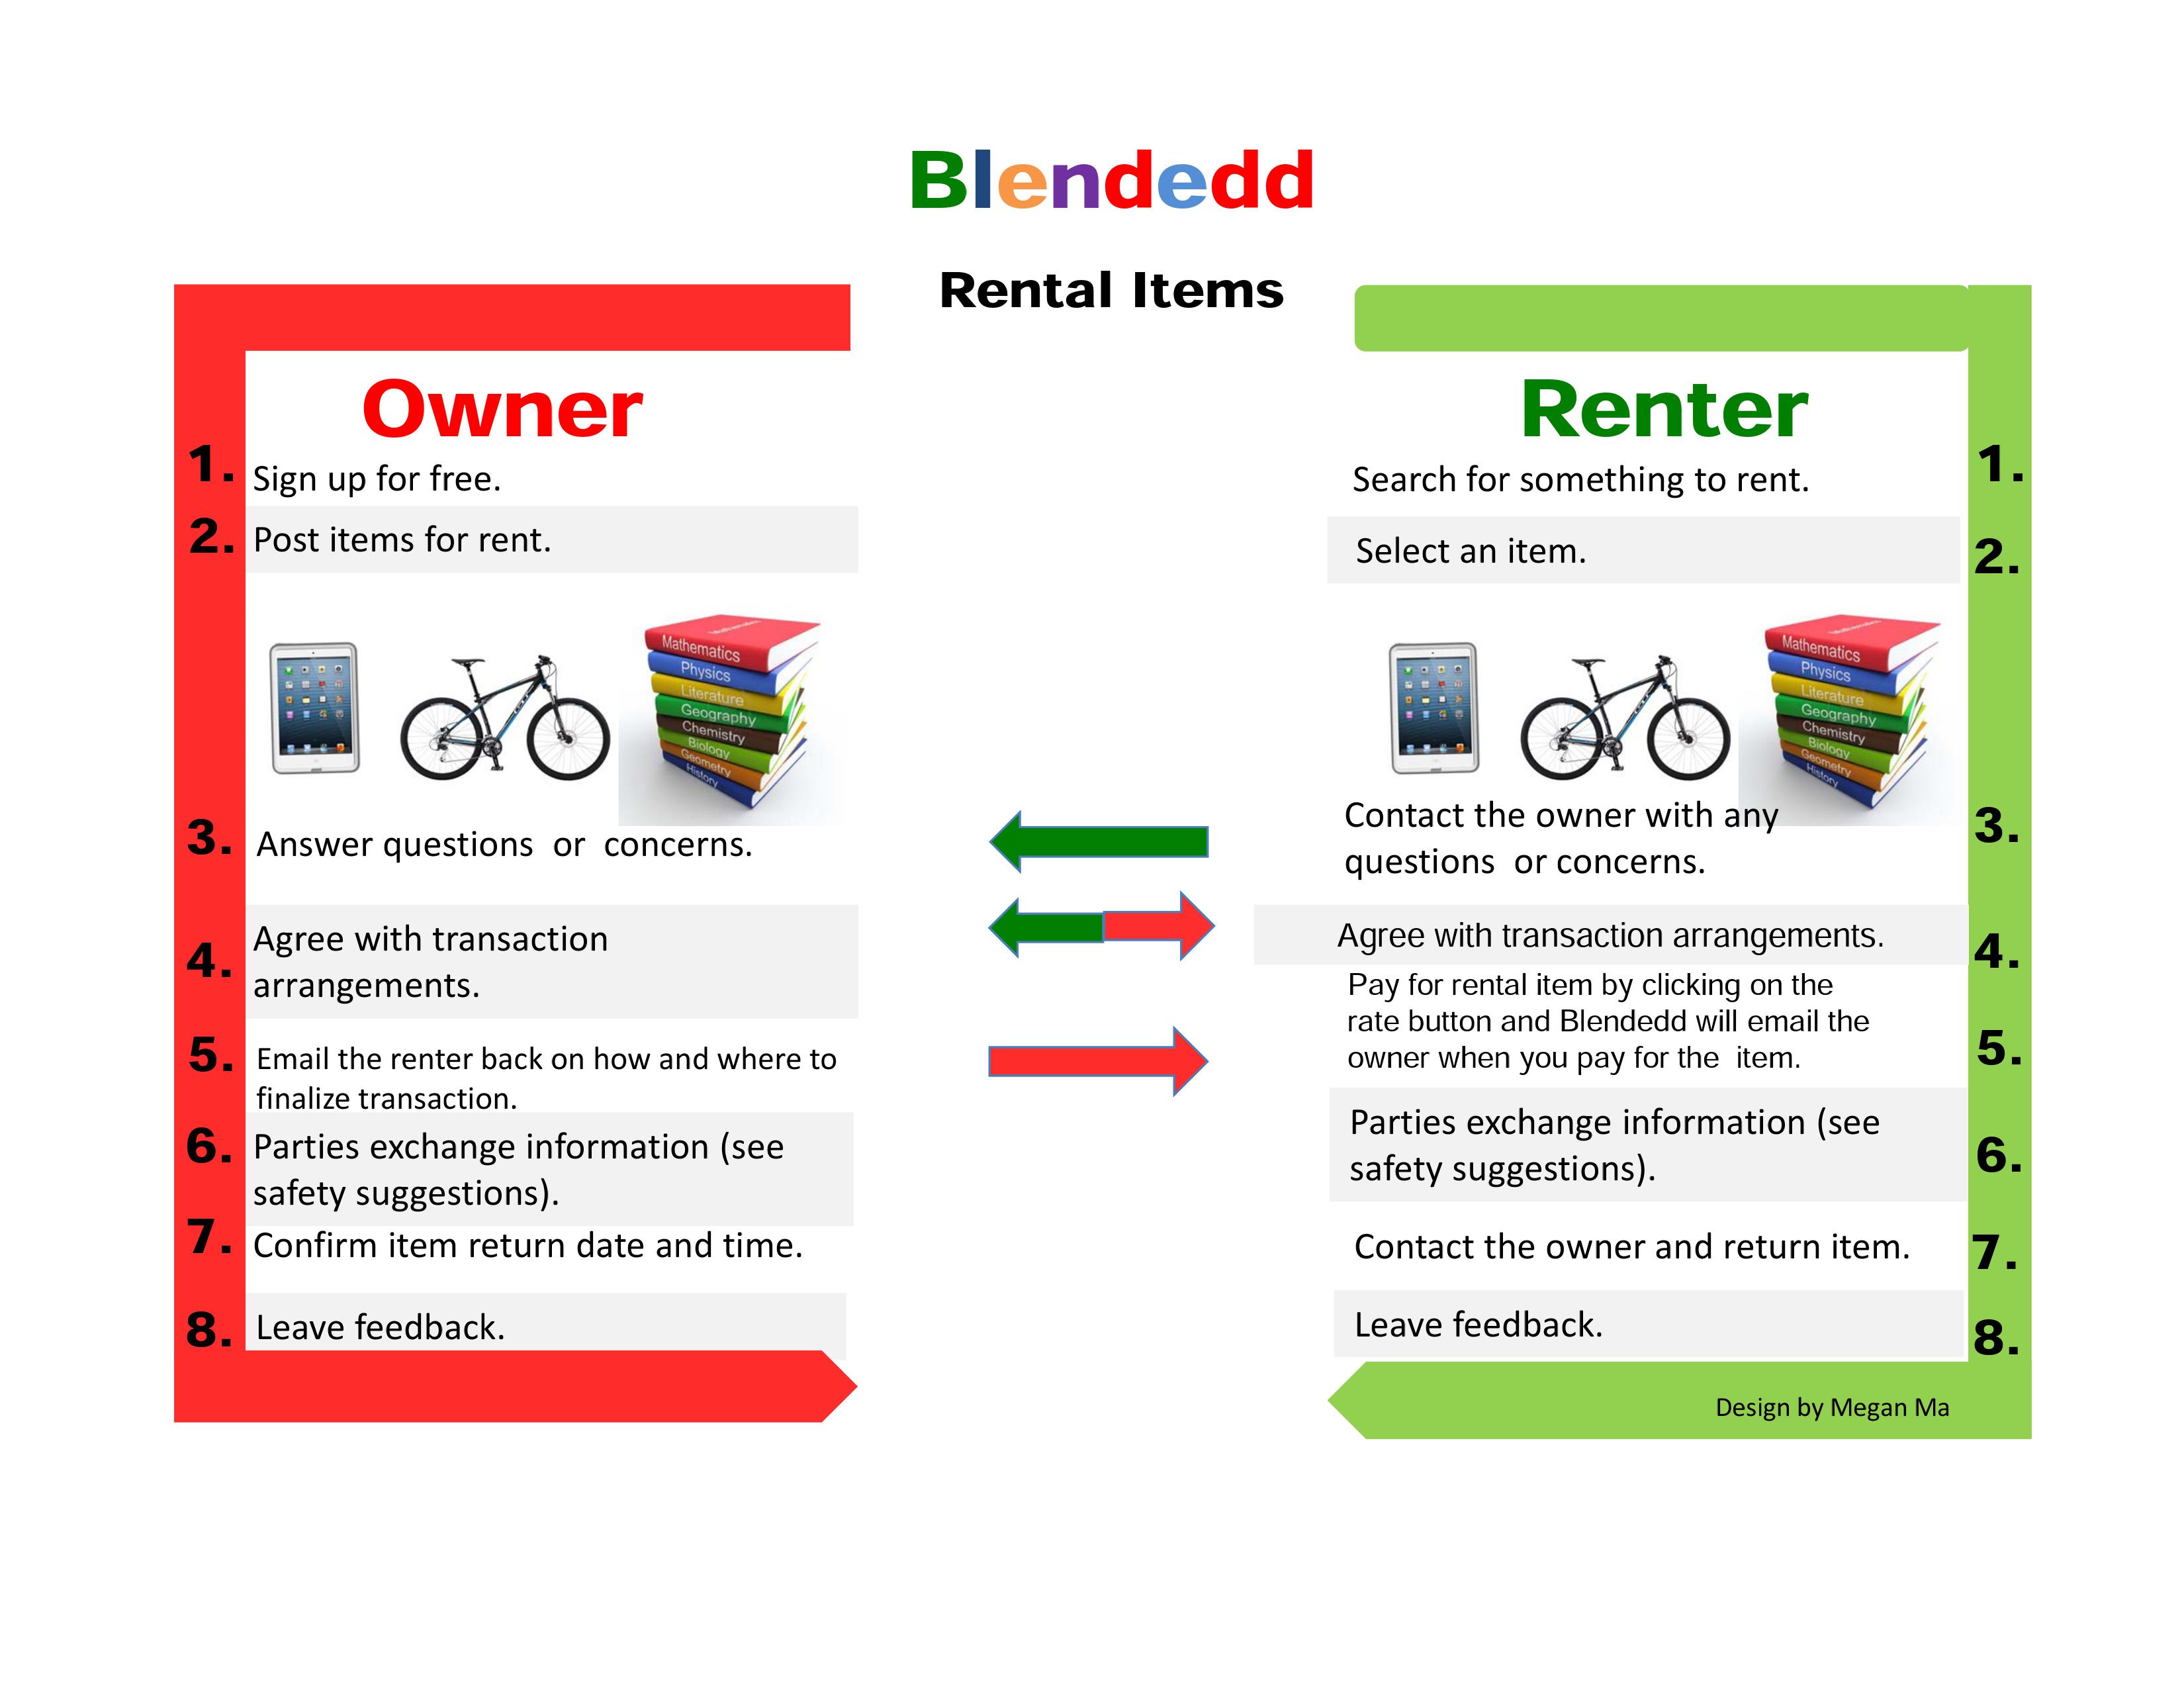 Blendedd
Rental Items
Owner
1. Sign up for free.
2. Post items for rent.
Mathematics
Physics
Literature
Geography
Chemistry
Biology
Geometry
History
3. Answer questions  or  concerns.
4. Agree with transaction
arrangements.
5. Email the renter back on how and where to
finalize transaction.
6. Parties exchange information (see
safety suggestions).
7. Confirm item return date and time.
8. Leave feedback.
Renter
Search for something to rent. 1.
Select an item. 2.
Mathematics
Physics
Literature
Geography
Chemistry
Biology
Geometry
History
Contact the owner with any 3.
questions  or concerns.
Agree with transaction arrangements. 4.
Pay for rental item by clicking on the
rate button and Blendedd will email the 5.
owner when you pay for the  item.
Parties exchange information (see 6.
safety suggestions).
Contact the owner and return item. 7.
Leave feedback. 8.
Design by Megan Ma